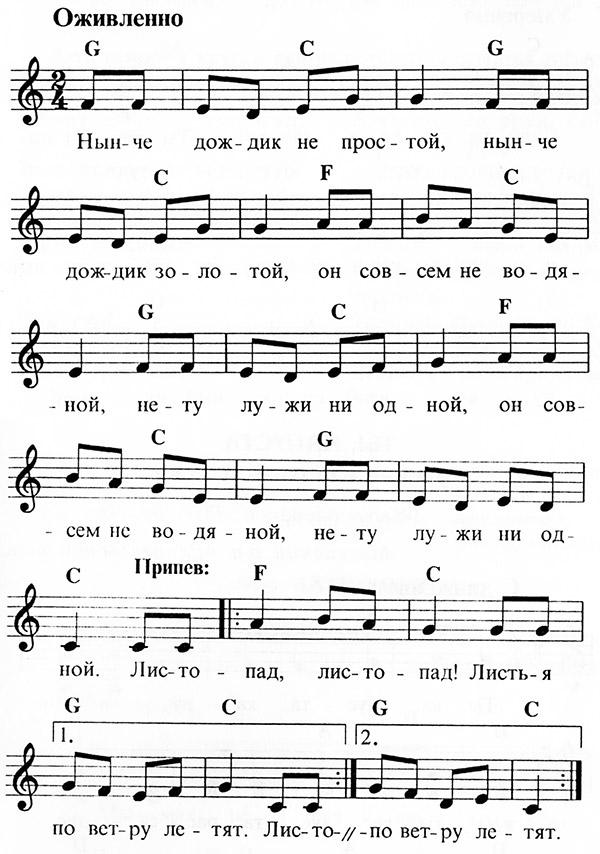 Оживленно
G C G
2 4
Нын-че дож-дик не прос-той, нын-че
C F C
дож-дик зо-ло-той, он сов-сем не во-дя-
G C F
-ной, не-ту лу-жи ни од-ной, он сов-
C G
-сем не во-дя-ной, не-ту лу-жи ни од-
C Припев: F C
ной. Лис-то-пад, лис-то-пад! Листь-я
G C G C
1. 2.
по вет-ру ле-тят. Лис-то-//-по вет-ру ле-тят.